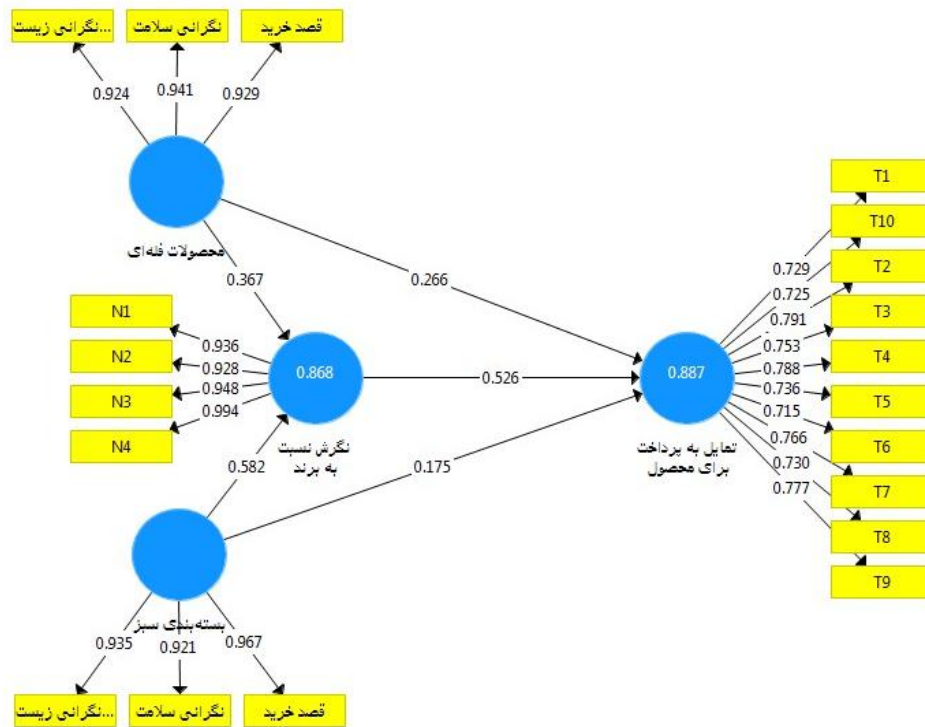 نگرانی زیست...
نگرانی سلامت
قصد خرید
0.924
0.941
0.929
محصولات فله‌ای
0.367
0.266
N1
N2
N3
N4
0.936
0.928
0.948
0.994
0.868
نگرش نسبت
به برند
0.526
0.582
0.175
0.887
تمایل به پرداخت
برای محصول
T1
T10
T2
T3
T4
T5
T6
T7
T8
T9
0.729
0.725
0.791
0.753
0.788
0.736
0.715
0.766
0.730
0.777
بسته‌بندی سبز
0.935
0.921
0.967
نگرانی زیست...
نگرانی سلامت
قصد خرید